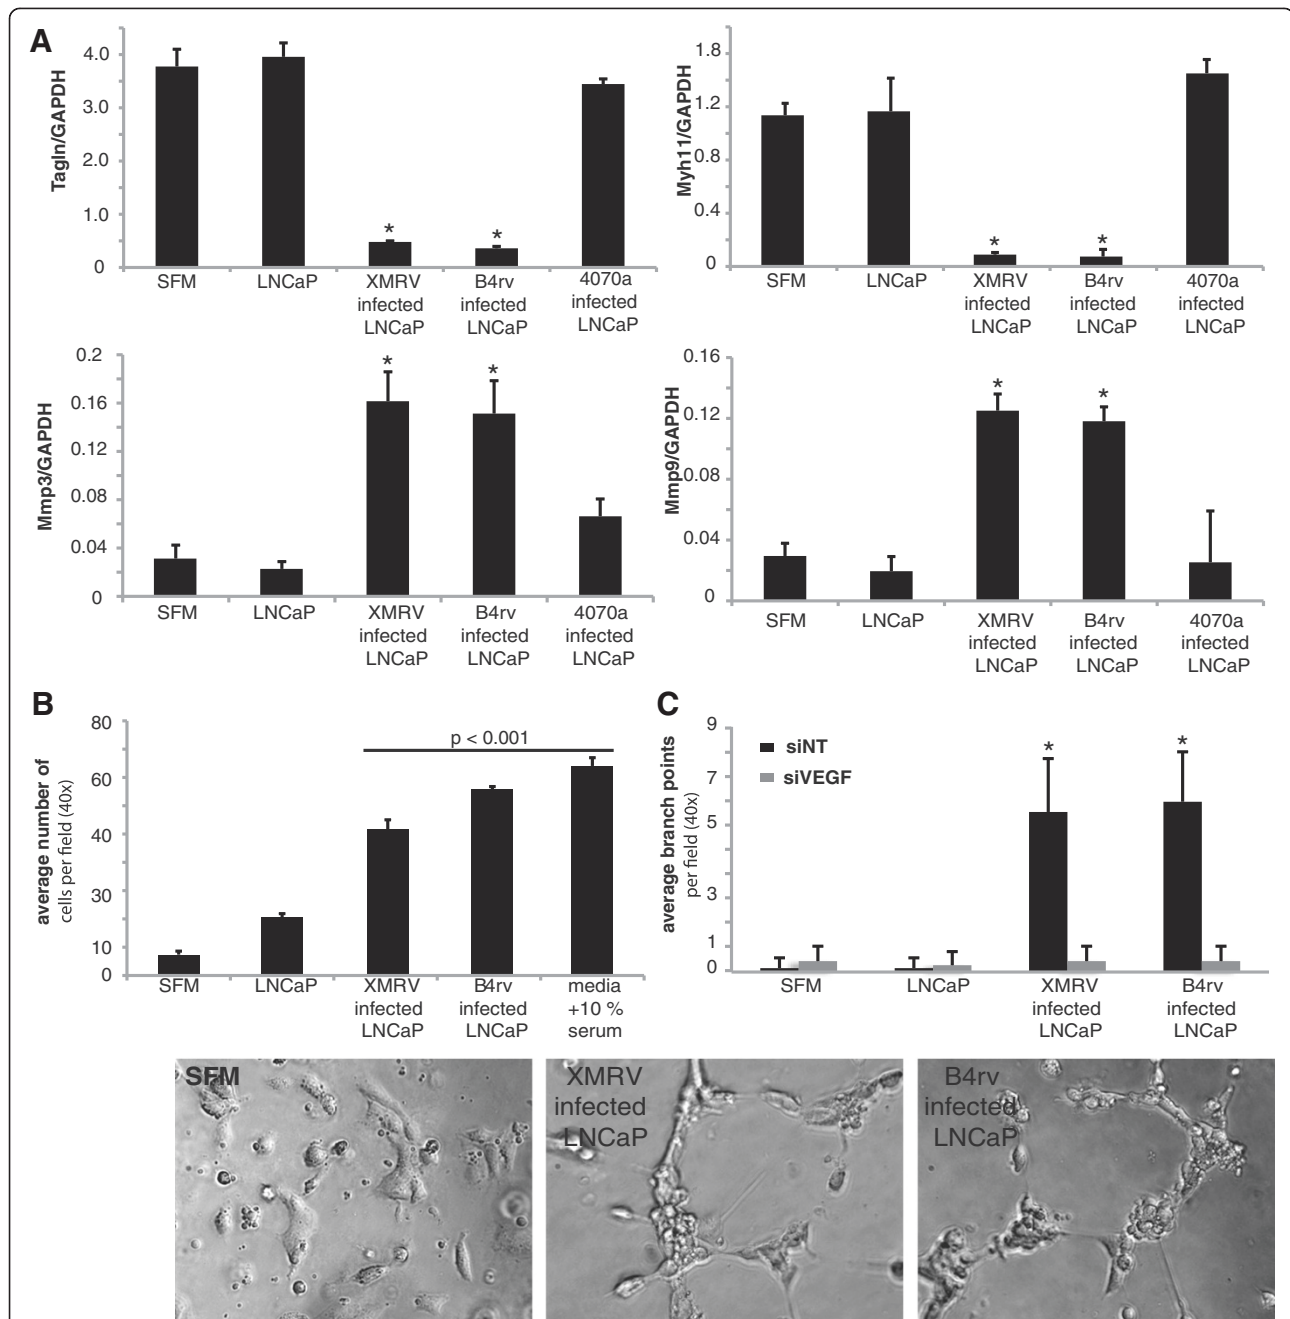 A
Tagln/GAPDH
4.0
3.0
2.0
1.0
0
SFM
LNCaP
XMRV
infected
LNCaP
B4rv
infected
LNCaP
4070a
infected
LNCaP
*
*
Myh11/GAPDH
1.8
1.2
0.8
0.4
0
SFM
LNCaP
XMRV
infected
LNCaP
B4rv
infected
LNCaP
4070a
infected
LNCaP
*
*
Mmp3/GAPDH
0.2
0.16
0.12
0.08
0.04
0
SFM
LNCaP
XMRV
infected
LNCaP
B4rv
infected
LNCaP
4070a
infected
LNCaP
*
*
Mmp9/GAPDH
0.16
0.12
0.08
0.04
0
SFM
LNCaP
XMRV
infected
LNCaP
B4rv
infected
LNCaP
4070a
infected
LNCaP
*
*
B
average number of
cells per field (40x)
80
60
40
30
10
0
p < 0.001
SFM
LNCaP
XMRV
infected
LNCaP
B4rv
infected
LNCaP
media
+10 %
serum
C
average branch points
per field (40x)
9
7
5
3
1
0
siNT
siVEGF
*
*
SFM
LNCaP
XMRV
infected
LNCaP
B4rv
infected
LNCaP
SFM
XMRV
infected
LNCaP
B4rv
infected
LNCaP